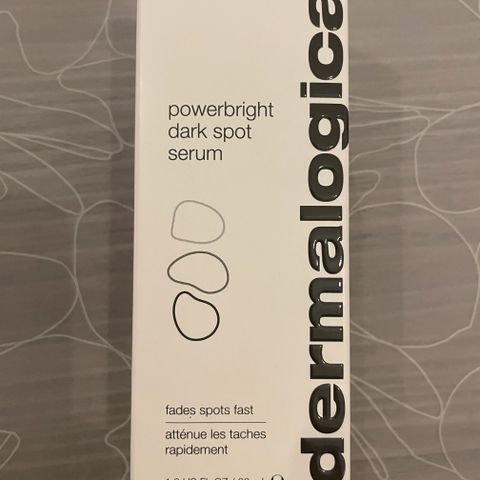 powerbright
dark spot
serum
dermalogica
fades spots fast
atténue les taches
rapidement